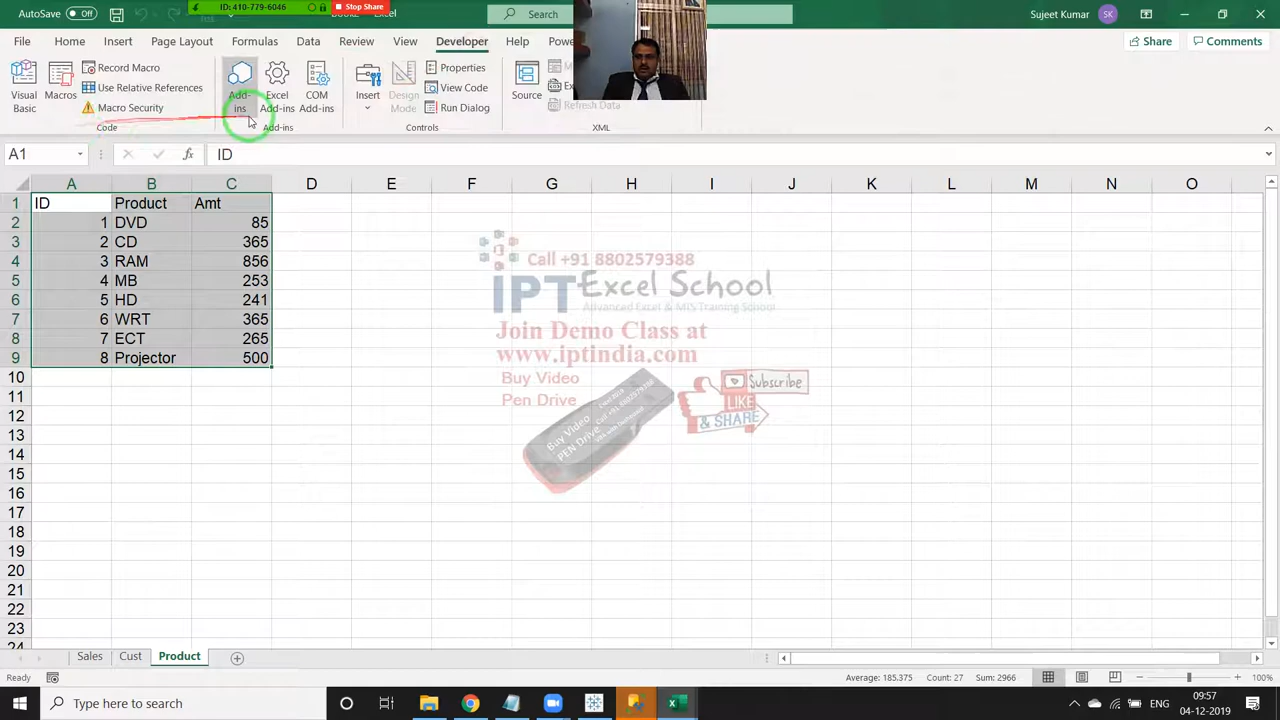 AutoSave Off
ID: 410-779-6046
Stop Share
Excel
Search
Sujeet Kumar
SK
File Home Insert Page Layout Formulas Data Review View Developer Help
Share Comments
Visual Basic
Macros
Record Macro
Use Relative References
Macro Security
Code
Add-ins
Excel Add-ins
COM Add-ins
Add-ins
Insert
Design Mode
Properties
View Code
Run Dialog
Controls
Source
Refresh Data
XML
A1 fx ID
A B C D E F G H I J K L M N O
1 ID Product Amt
2 1 DVD 85
3 2 CD 365
4 3 RAM 856
5 4 MB 253
6 5 HD 241
7 6 WRT 365
8 7 ECT 265
9 8 Projector 500
10
11
12
13
14
15
16
17
18
19
20
21
22
23
24
Call +91 8802579388
IPT Excel School
Advanced Excel & MIS Training School
Join Demo Class at
www.iptindia.com
Buy Video
Pen Drive
Buy Video
PEN Drive
Subscribe
LIKE
& SHARE
Sales Cust Product
Ready
Average: 185.375 Count: 27 Sum: 2966
100%
Type here to search
ENG
09:57
04-12-2019